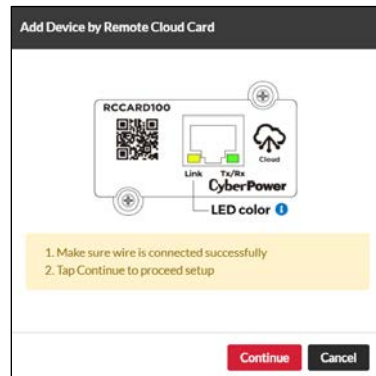 Add Device by Remote Cloud Card
RCCARD100
Cloud
Link Tx/Rx
CyberPower
LED color i
1. Make sure wire is connected successfully
2. Tap Continue to proceed setup
Continue Cancel